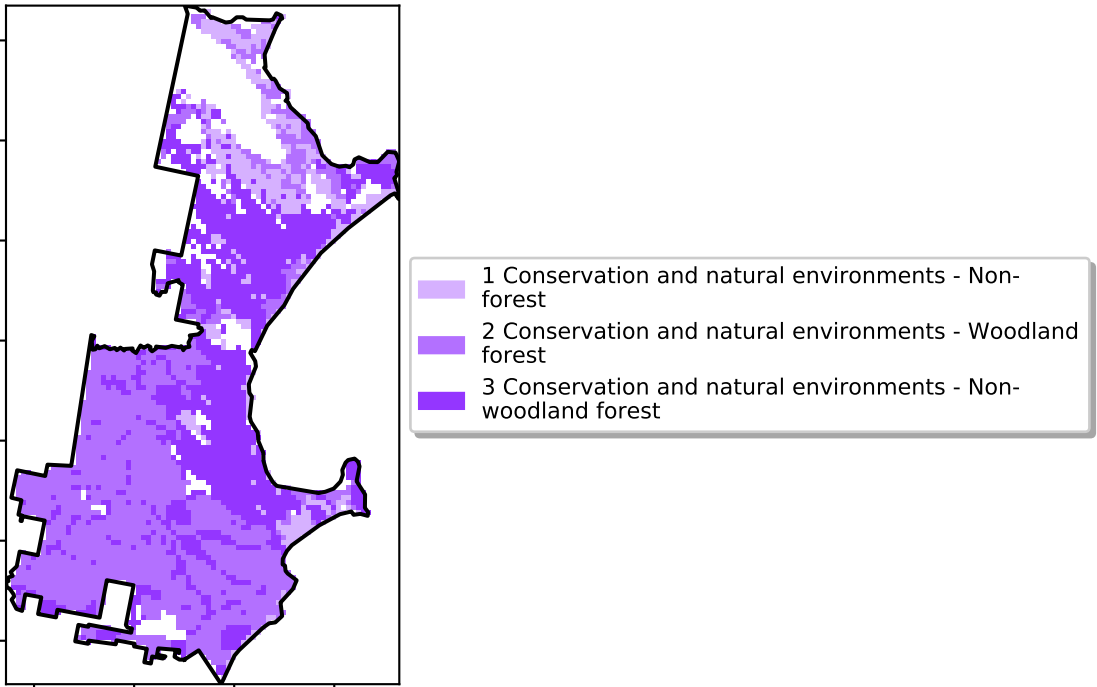 1 Conservation and natural environments - Non-
forest
2 Conservation and natural environments - Woodland
forest
3 Conservation and natural environments - Non-
woodland forest